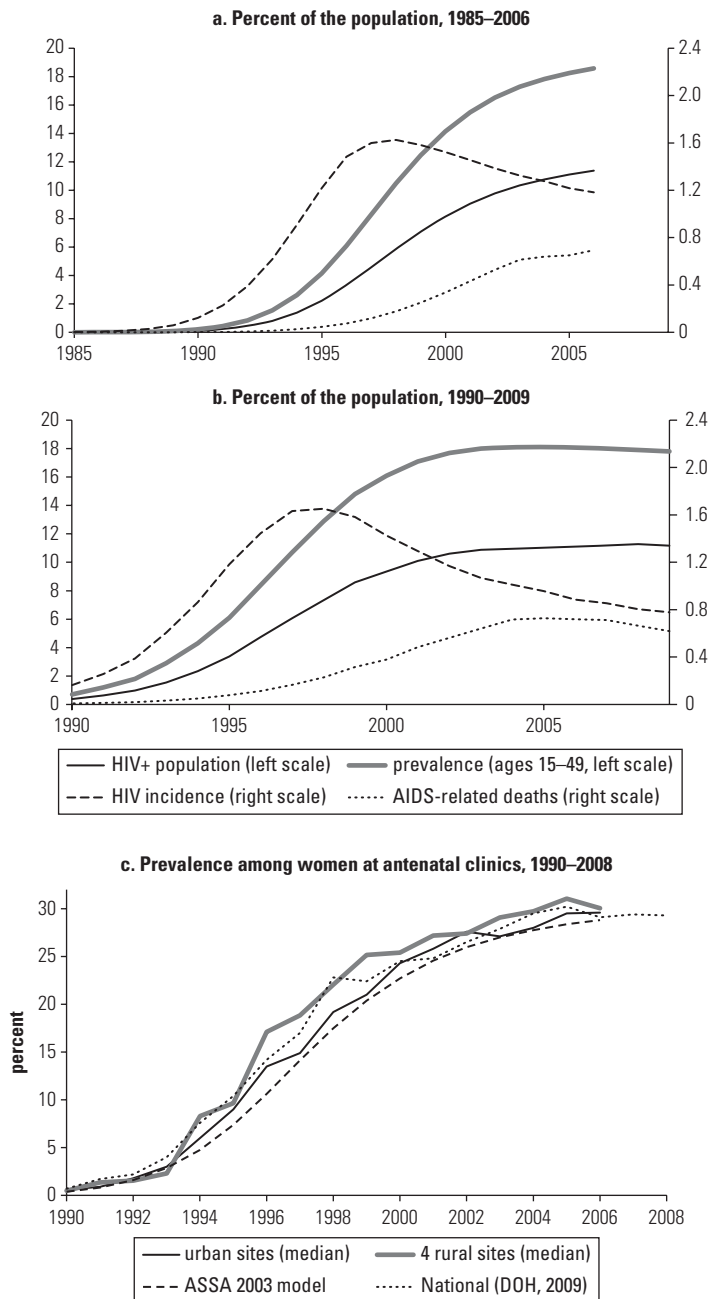 a. Percent of the population, 1985–2006
20 2.4
18
16 2.0
14
12 1.6
10 1.2
8
6 0.8
4 0.4
2
0 0
1985 1990 1995 2000 2005
b. Percent of the population, 1990–2009
20 2.4
18
16 2.0
14
12 1.6
10 1.2
8
6 0.8
4 0.4
2
0 0
1990 1995 2000 2005
HIV+ population (left scale) prevalence (ages 15–49, left scale)
HIV incidence (right scale) AIDS-related deaths (right scale)
c. Prevalence among women at antenatal clinics, 1990–2008
percent
30
25
20
15
10
5
0
1990 1992 1994 1996 1998 2000 2002 2004 2006 2008
urban sites (median) 4 rural sites (median)
ASSA 2003 model National (DOH, 2009)